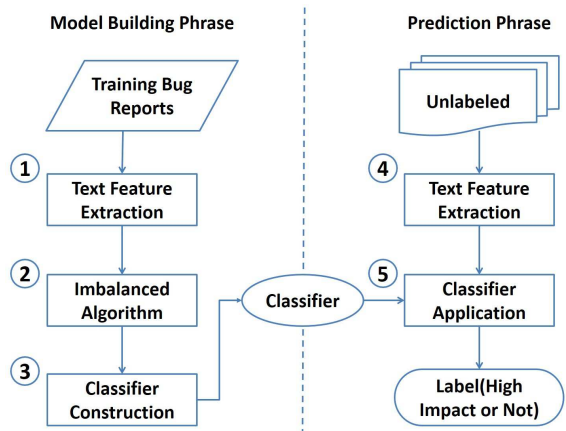 Model Building Phrase
Training Bug
Reports
1
Text Feature
Extraction
2
Imbalanced
Algorithm
3
Classifier
Construction
Classifier
Prediction Phrase
Unlabeled
4
Text Feature
Extraction
5
Classifier
Application
Label(High
Impact or Not)